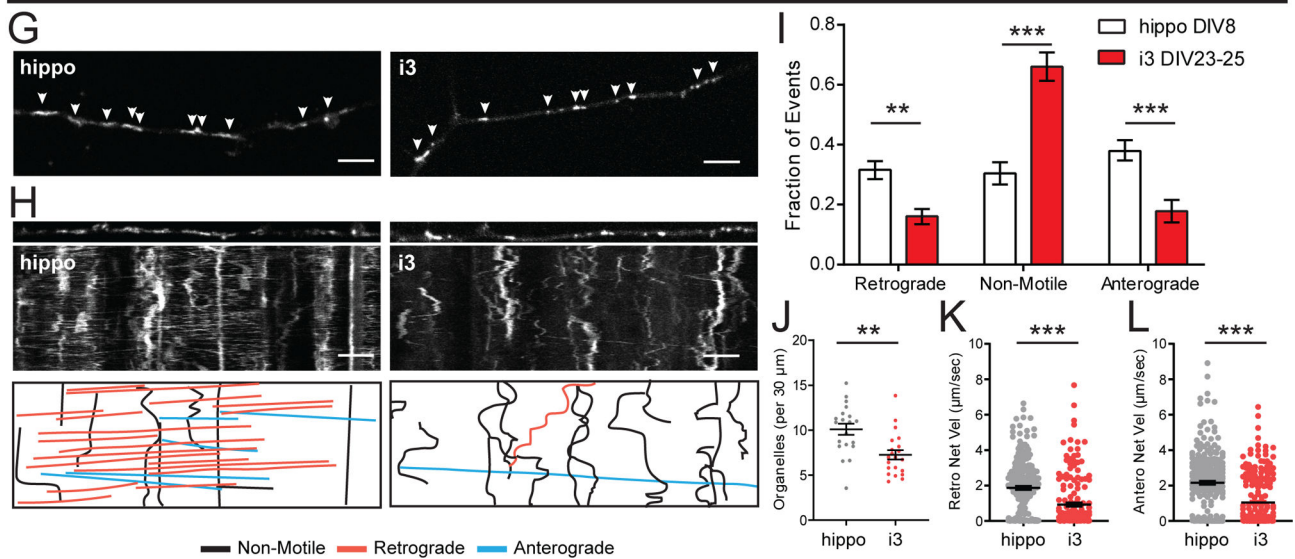 G
hippo
i3
H
hippo
i3
Non-Motile Retrograde Anterograde
I
hippo DIV8
i3 DIV23-25
Fraction of Events
0.8
0.6
0.4
0.2
0.0
**
***
***
Retrograde Non-Motile Anterograde
J
Organelles (per 30 μm)
20
15
10
5
0
**
hippo i3
K
Retro Net Vel (μm/sec)
10
8
6
4
2
0
***
hippo i3
L
Antero Net Vel (μm/sec)
10
8
6
4
2
0
***
hippo i3